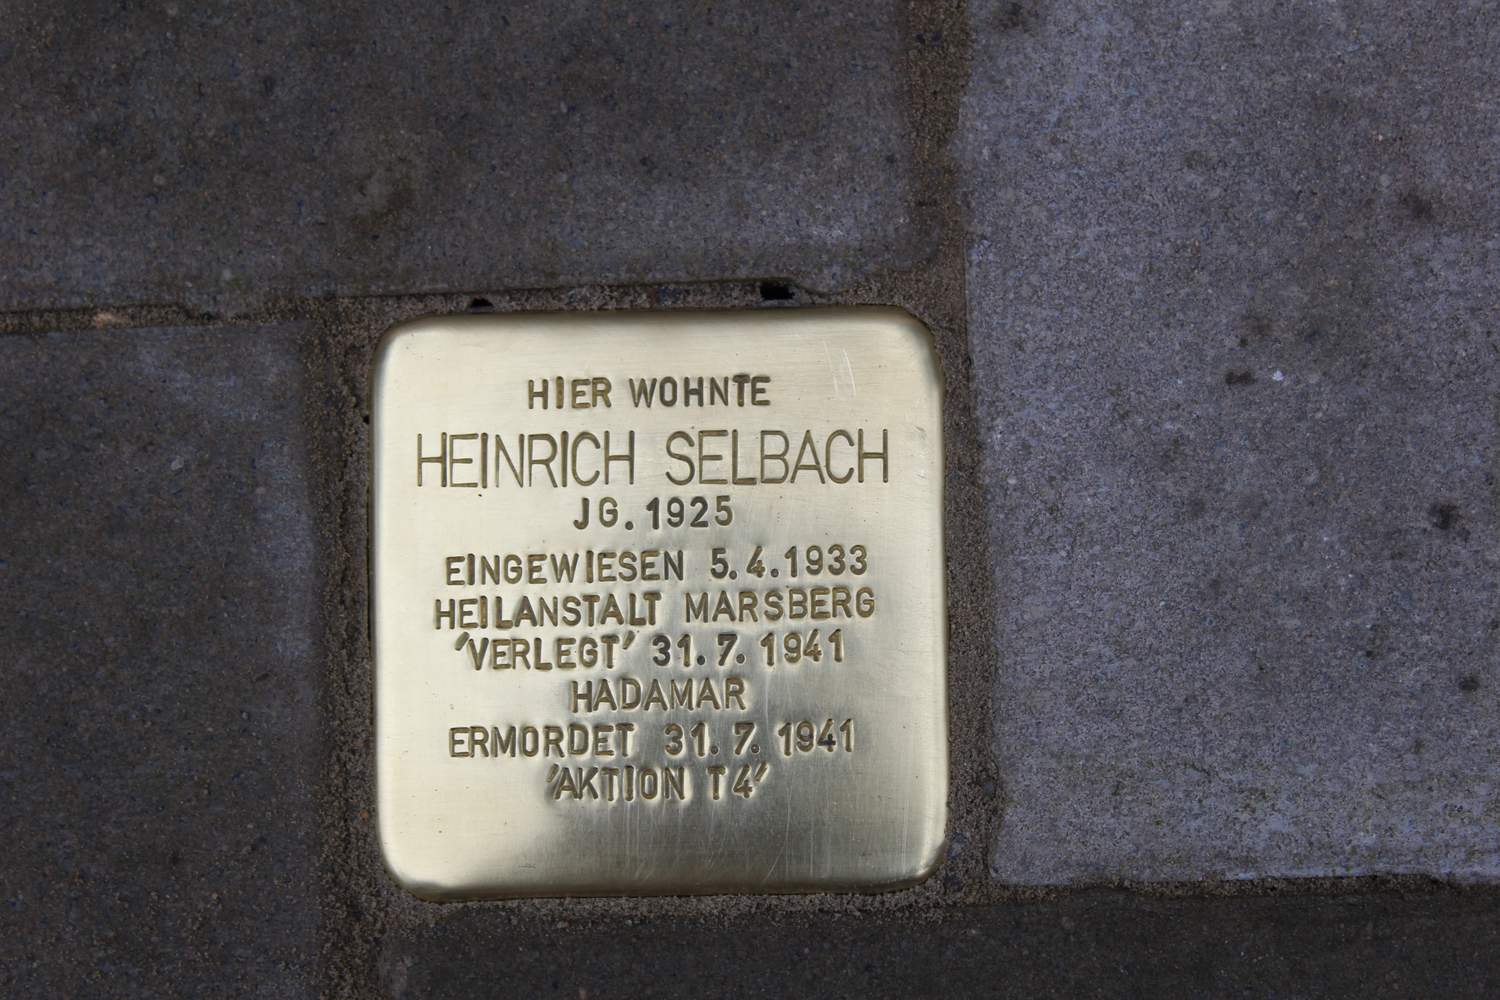 HIER WOHNTE
HEINRICH SELBACH
JG. 1925
EINGEWIESEN 5.4.1933
HEILANSTALT MARSBERG
'VERLEGT' 31.7.1941
HADAMAR
ERMORDET 31.7.1941
'AKTION T4'